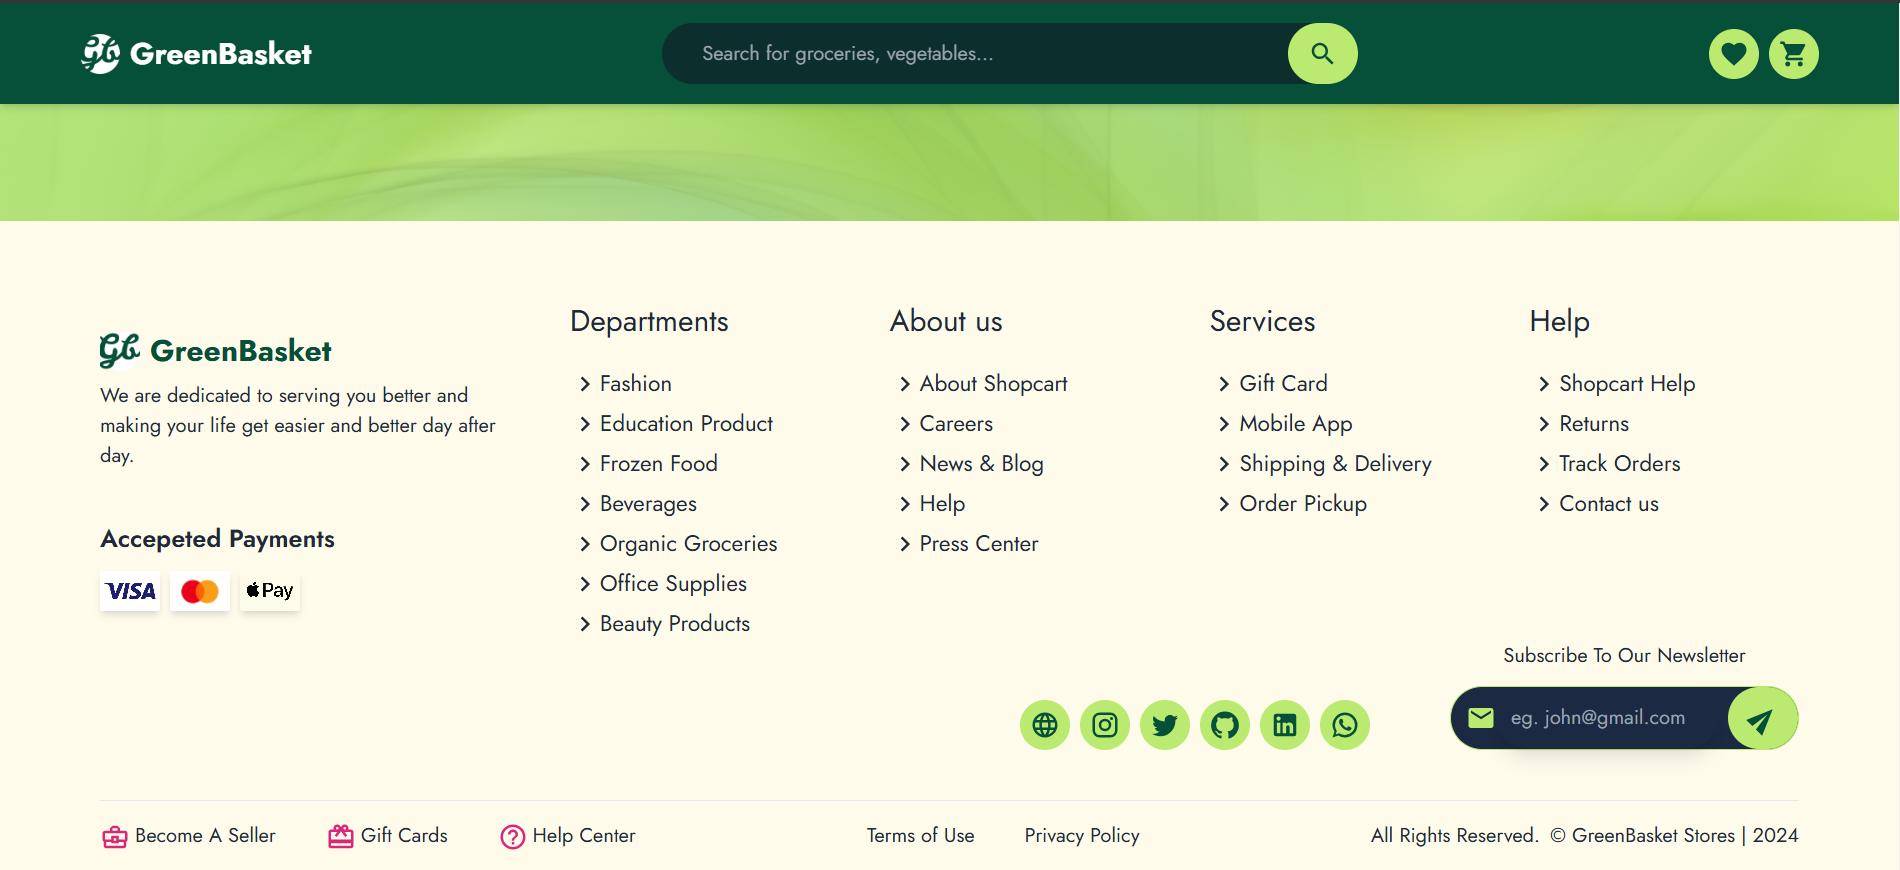 gb GreenBasket
Search for groceries, vegetables...
gb GreenBasket
We are dedicated to serving you better and
making your life get easier and better day after
day.
Accepeted Payments
VISA
Pay
Departments
Fashion
Education Product
Frozen Food
Beverages
Organic Groceries
Office Supplies
Beauty Products
About us
About Shopcart
Careers
News & Blog
Help
Press Center
Services
Gift Card
Mobile App
Shipping & Delivery
Order Pickup
Help
Shopcart Help
Returns
Track Orders
Contact us
Subscribe To Our Newsletter
eg. john@gmail.com
Become A Seller
Gift Cards
Help Center
Terms of Use
Privacy Policy
All Rights Reserved. © GreenBasket Stores | 2024